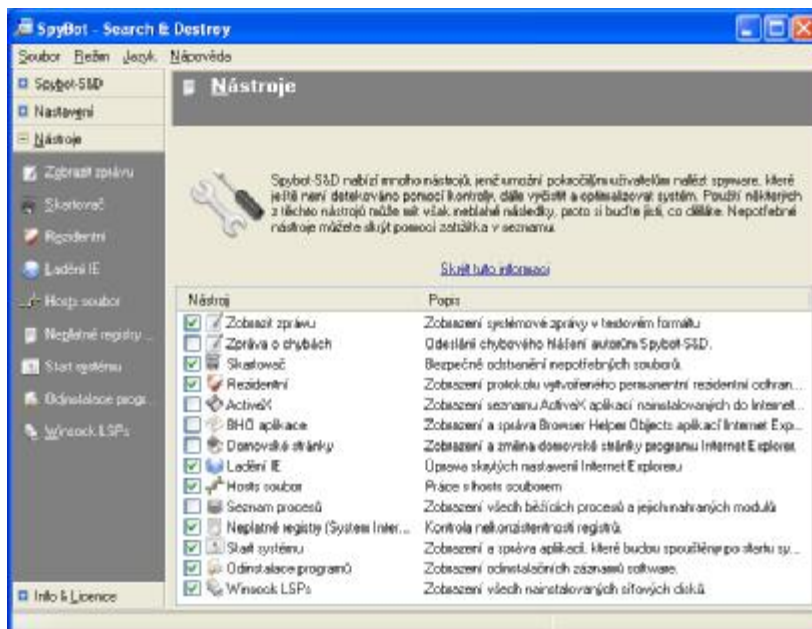 SpyBot - Search & Destroy
Soubor Režim Jazyk Nápověda
Spybot-S&D
Nastavení
Nástroje
Zobrazit zprávu
Skartovač
Rezidentní
Ladění IE
Hosts soubor
Neplatné registry ...
Start systému
Odinstalace progr...
Winsock LSPs
Info & Licence
Nástroje
Spybot-S&D nabízí mnoho nástrojů, jenž umožní pokročilým uživatelům nalézt spyware, které
ještě není detekováno pomocí kontroly, dále vyčistit a optimalizovat systém. Použití některých
z těchto nástrojů může mít však neblahé následky, proto si buďte jisti, co děláte. Nepotřebné
nástroje můžete skrýt pomocí zatržítka v seznamu.
Skrýt tuto informaci
Nástroj Popis
Zobrazit zprávu Zobrazení systémové zprávy v textovém formátu
Zpráva o chybách Odeslání chybového hlášení autorům Spybot-S&D.
Skartovač Bezpečné odstranění nepotřebných souborů.
Rezidentní Zobrazení protokolu vytvořeného permanentní rezidentní ochran...
ActiveX Zobrazení seznamu ActiveX aplikací nainstalovaných do Internet...
BHO aplikace Zobrazení a správa Browser Helper Objects aplikací Internet Exp...
Domovské stránky Zobrazení a změna domovské stránky programu Internet Explorer.
Ladění IE Úprava skrytých nastavení Internet Exploreru
Hosts soubor Práce s hosts souborem
Seznam procesů Zobrazení všech běžících procesů a jejich nahraných modulů
Neplatné registry (System Inter... Kontrola nekonzistentnosti registrů.
Start systému Zobrazení a správa aplikací, které budou spouštěny po startu sy...
Odinstalace programů Zobrazení odinstalačních záznamů software.
Winsock LSPs Zobrazení všech nainstalovaných síťových disků